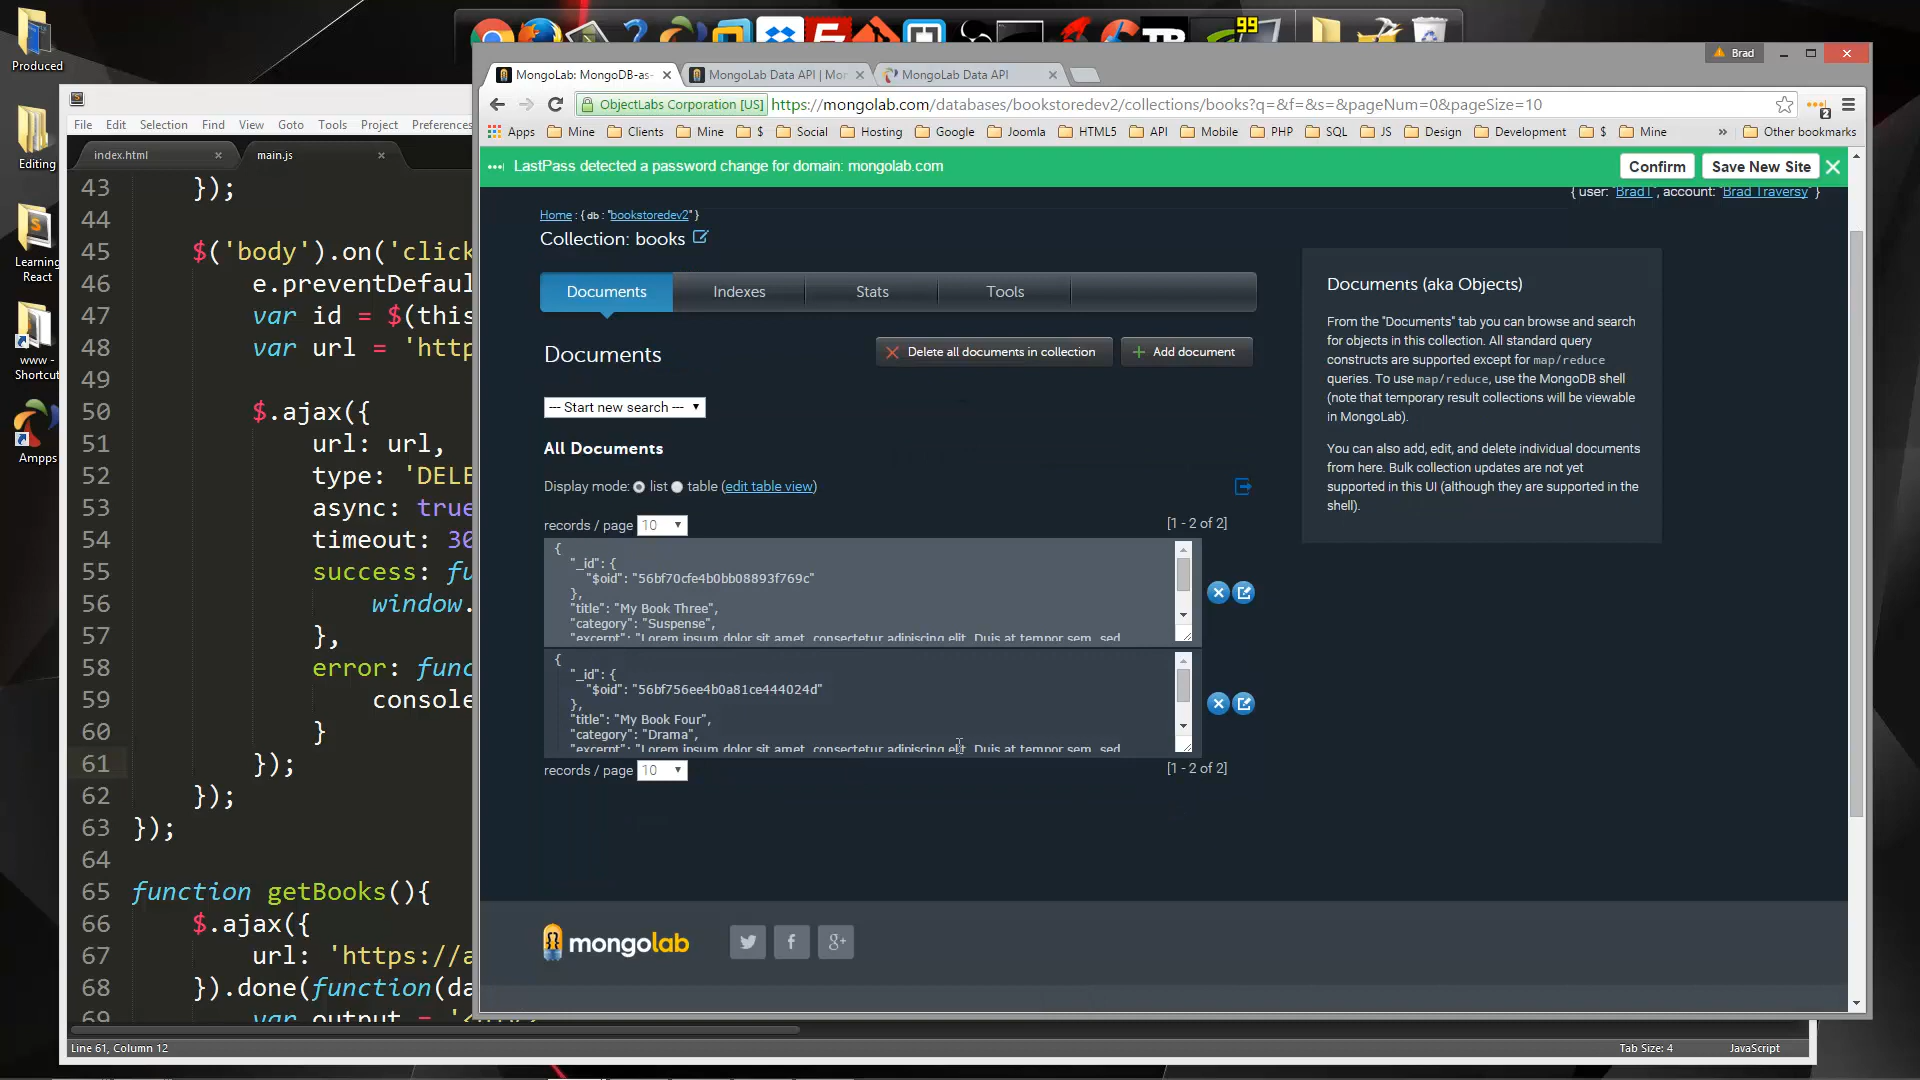 Produced
Editing
Learning
React
www -
Shortcut
Ampps
99
Brad
File Edit Selection Find View Goto Tools Project Preferences
index.html
main.js
43 });
44
45 $('body').on('click
46 e.preventDefaul
47 var id = $(this
48 var url = 'http
49
50 $.ajax({
51 url: url,
52 type: 'DELE
53 async: true
54 timeout: 30
55 success: fu
56 window.
57 },
58 error: func
59 console
60 }
61 });
62 });
63 });
64
65 function getBooks(){
66 $.ajax({
67 url: 'https://a
68 }).done(function(da
69 var output = '<
Line 61, Column 12
Tab Size: 4
JavaScript
MongoLab: MongoDB-as-
MongoLab Data API | Mon
MongoLab Data API
ObjectLabs Corporation [US] https://mongolab.com/databases/bookstoredev2/collections/books?q=&f=&s=&pageNum=0&pageSize=10
2
Apps Mine Clients Mine $ Social Hosting Google Joomla HTML5 API Mobile PHP SQL JS Design Development $ Mine » Other bookmarks
LastPass detected a password change for domain: mongolab.com
Confirm
Save New Site
{ user: "BradT", account: "Brad Traversy" }
Home : { db : "bookstoredev2" }
Collection: books
Documents Indexes Stats Tools
Documents
Delete all documents in collection
Add document
--- Start new search ---
All Documents
Display mode: list table (edit table view)
records / page 10
[1 - 2 of 2]
{
"_id": {
"$oid": "56bf70cfe4b0bb08893f769c"
},
"title": "My Book Three",
"category": "Suspense",
"excerpt": "Lorem ipsum dolor sit amet, consectetur adipiscing elit. Duis at tempor sem, sed
{
"_id": {
"$oid": "56bf756ee4b0a81ce444024d"
},
"title": "My Book Four",
"category": "Drama",
"excerpt": "Lorem ipsum dolor sit amet, consectetur adipiscing elit. Duis at tempor sem, sed
records / page 10
[1 - 2 of 2]
Documents (aka Objects)
From the "Documents" tab you can browse and search
for objects in this collection. All standard query
constructs are supported except for map/reduce
queries. To use map/reduce, use the MongoDB shell
(note that temporary result collections will be viewable
in MongoLab).
You can also add, edit, and delete individual documents
from here. Bulk collection updates are not yet
supported in this UI (although they are supported in the
shell).
mongolab